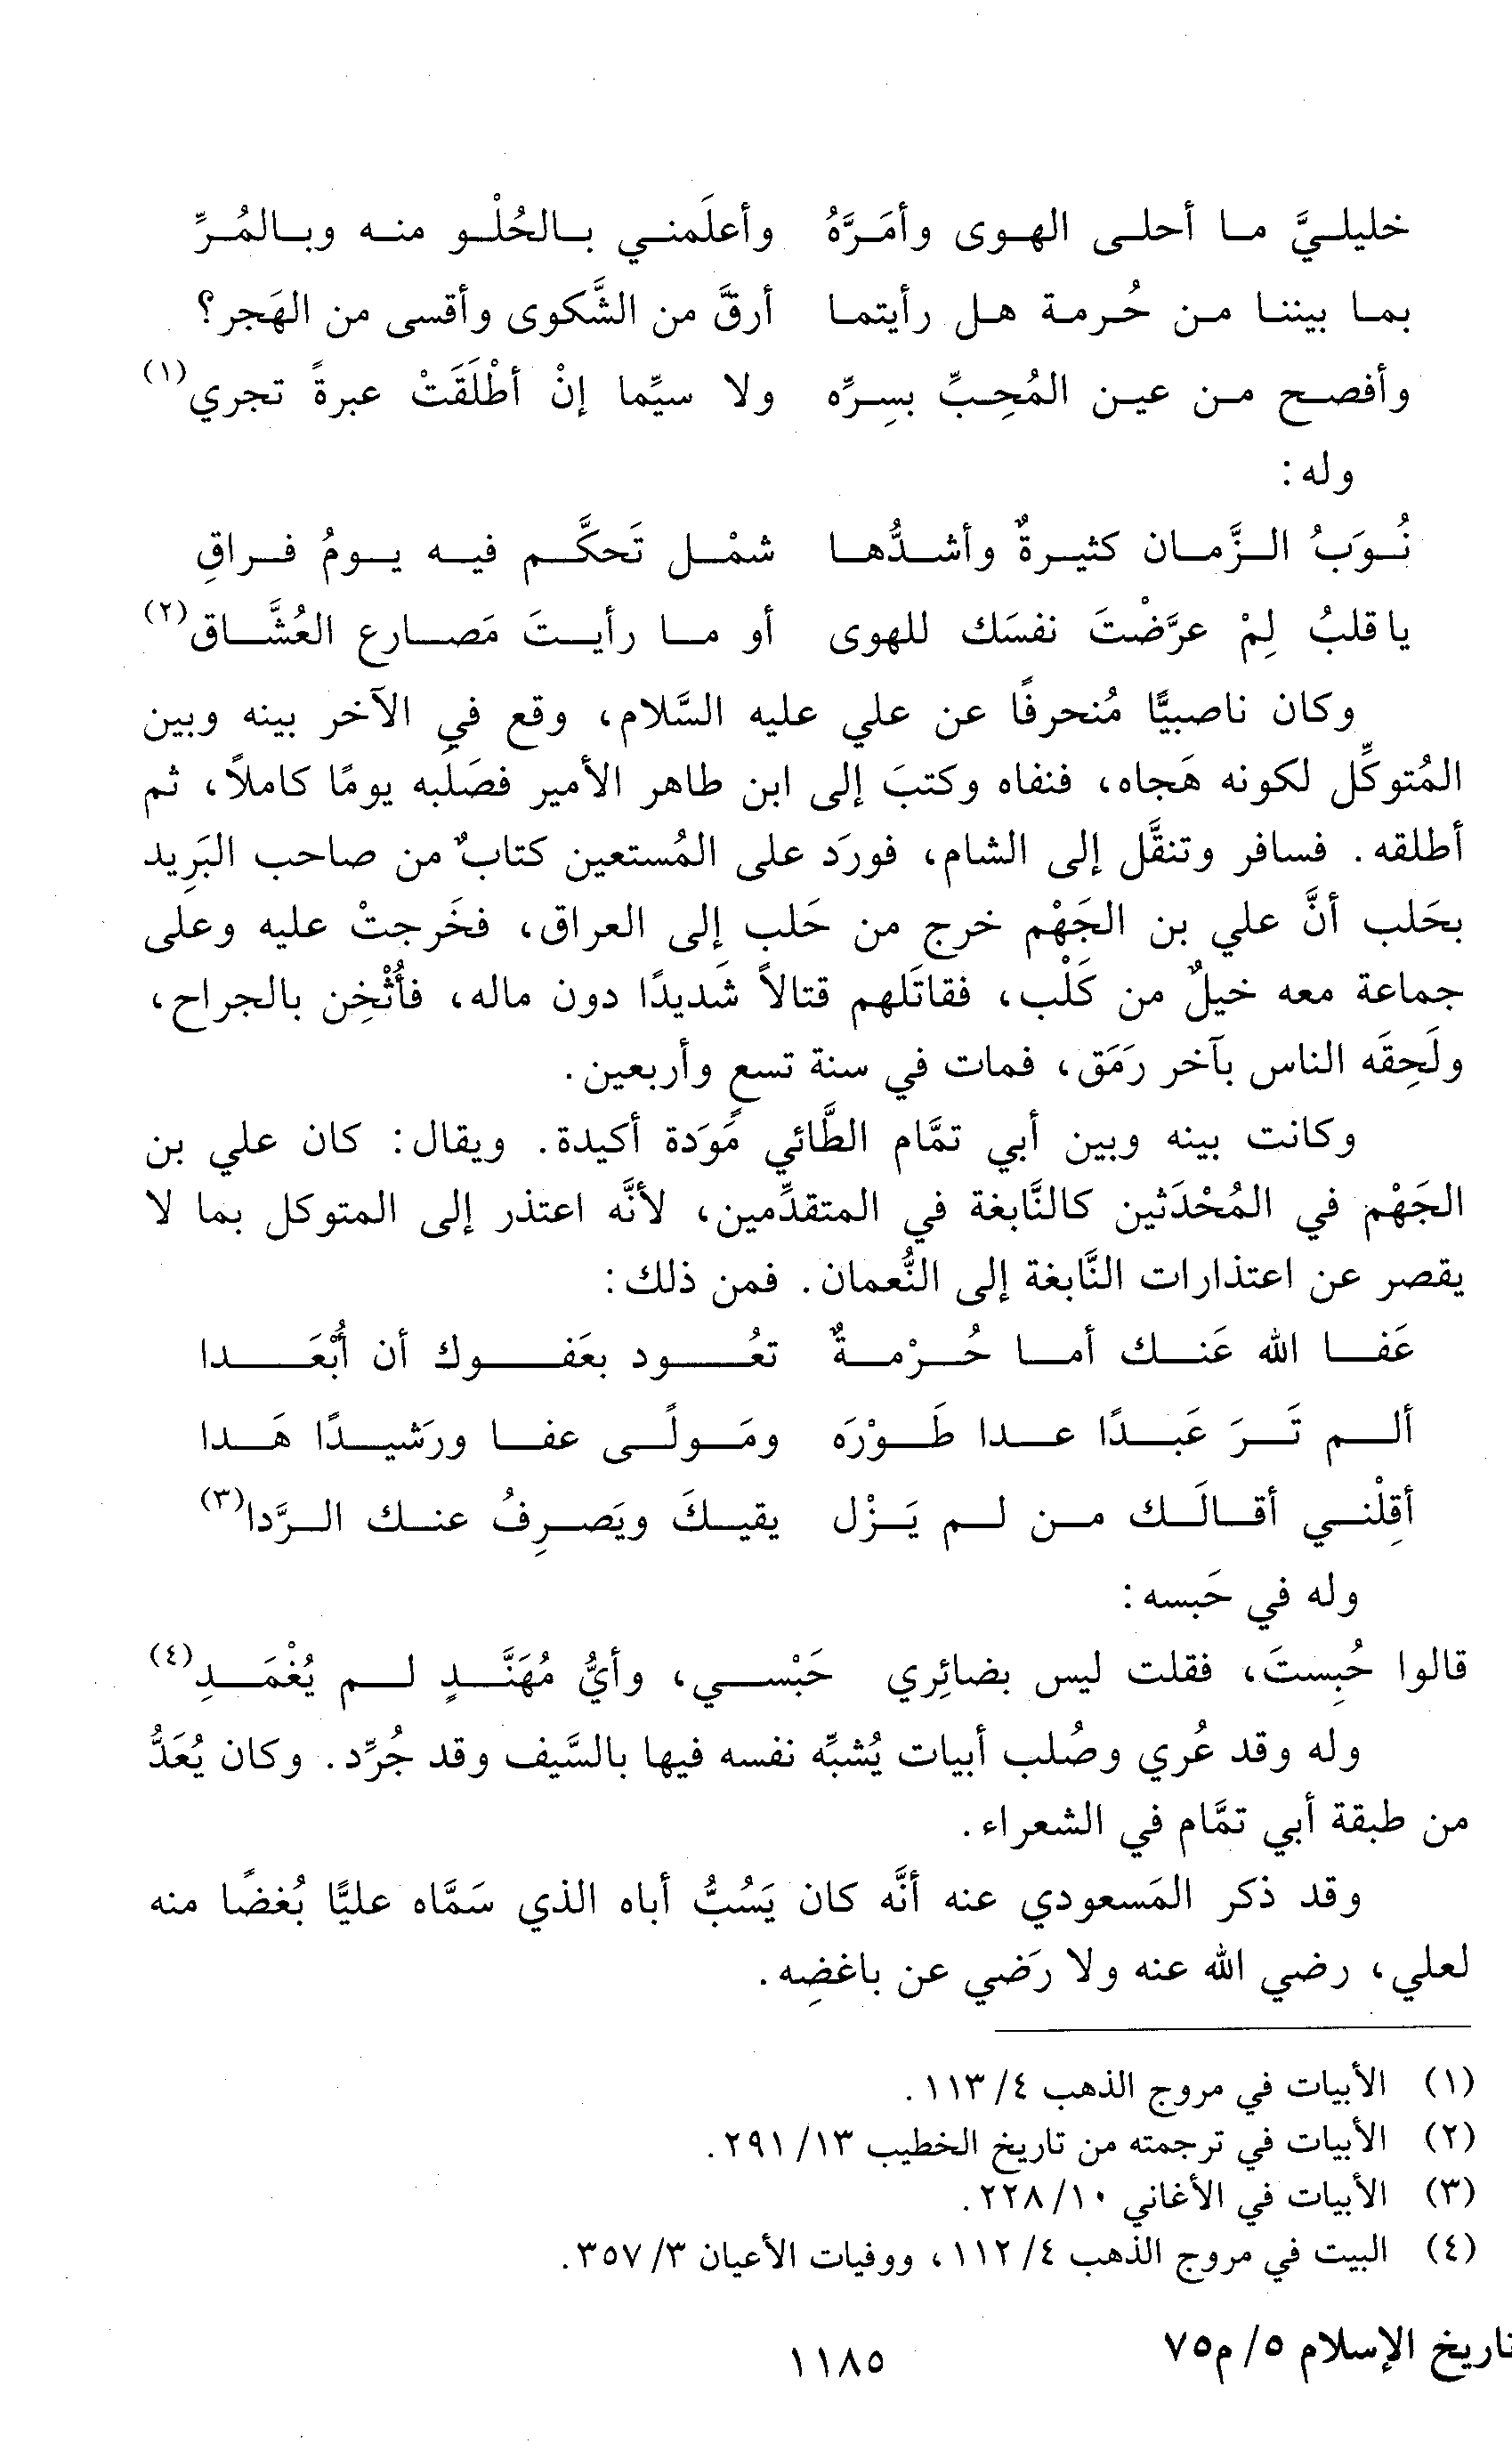 خليليَّ ما أحلى الهوى وأمَرَّهُ وأعلَمني بالحُلْو منه وبالمُرِّ
بما بيننا من حُرمة هل رأيتما أرقَّ من الشَّكوى وأقسى من الهَجر؟
وأفصح من عين المُحِبِّ بسِرِّه ولا سيِّما إنْ أطْلَقَتْ عبرةً تجري(١)
وله:
نُوَبُ الزَّمان كثيرةٌ وأشدُّها شمْل تَحكَّم فيه يومُ فراقِ
ياقلبُ لِمْ عرَّضْتَ نفسَك للهوى أو ما رأيتَ مَصارع العُشَّاق(٢)
وكان ناصبيًّا مُنحرفًا عن علي عليه السَّلام، وقع في الآخر بينه وبين
المُتوكِّل لكونه هَجاه، فنفاه وكتبَ إلى ابن طاهر الأمير فصَلَبه يومًا كاملاً، ثم
أطلقه. فسافر وتنقَّل إلى الشام، فورَد على المُستعين كتابٌ من صاحب البَرِيد
بحَلب أنَّ علي بن الجَهْم خرج من حَلب إلى العراق، فخَرجتْ عليه وعلى
جماعة معه خيلٌ من كَلْب، فقاتَلهم قتالاً شَديدًا دون ماله، فأُثْخِن بالجراح،
ولَحِقَه الناس بآخر رَمَق، فمات في سنة تسعٍ وأربعين.
وكانت بينه وبين أبي تمَّام الطَّائي مَوَدة أكيدة. ويقال: كان علي بن
الجَهْم في المُحْدَثين كالنَّابغة في المتقدِّمين، لأنَّه اعتذر إلى المتوكل بما لا
يقصر عن اعتذارات النَّابغة إلى النُّعمان. فمن ذلك:
عَفا الله عَنك أما حُرْمةٌ تعُود بعَفوك أن أُبْعَدا
ألم تَرَ عَبدًا عدا طَوْرَه ومَولًى عفا ورَشيدًا هَدا
أقِلْني أقالَك من لم يَزْل يقيكَ ويَصرِفُ عنك الرَّدا(٣)
وله في حَبسه:
قالوا حُبِستَ، فقلت ليس بضائِري حَبْسي، وأيُّ مُهَنَّدٍ لم يُغْمَدِ(٤)
وله وقد عُري وصُلب أبيات يُشبِّه نفسه فيها بالسَّيف وقد جُرِّد. وكان يُعَدُّ
من طبقة أبي تمَّام في الشعراء.
وقد ذكر المَسعودي عنه أنَّه كان يَسُبُّ أباه الذي سَمَّاه عليًّا بُغضًا منه
لعلي، رضي الله عنه ولا رَضي عن باغضِه.
(١) الأبيات في مروج الذهب ٤/ ١١٣.
(٢) الأبيات في ترجمته من تاريخ الخطيب ١٣/ ٢٩١.
(٣) الأبيات في الأغاني ١٠/ ٢٢٨.
(٤) البيت في مروج الذهب ٤/ ١١٢، ووفيات الأعيان ٣/ ٣٥٧.
تاريخ الإسلام ٥/ م٧٥
١١٨٥